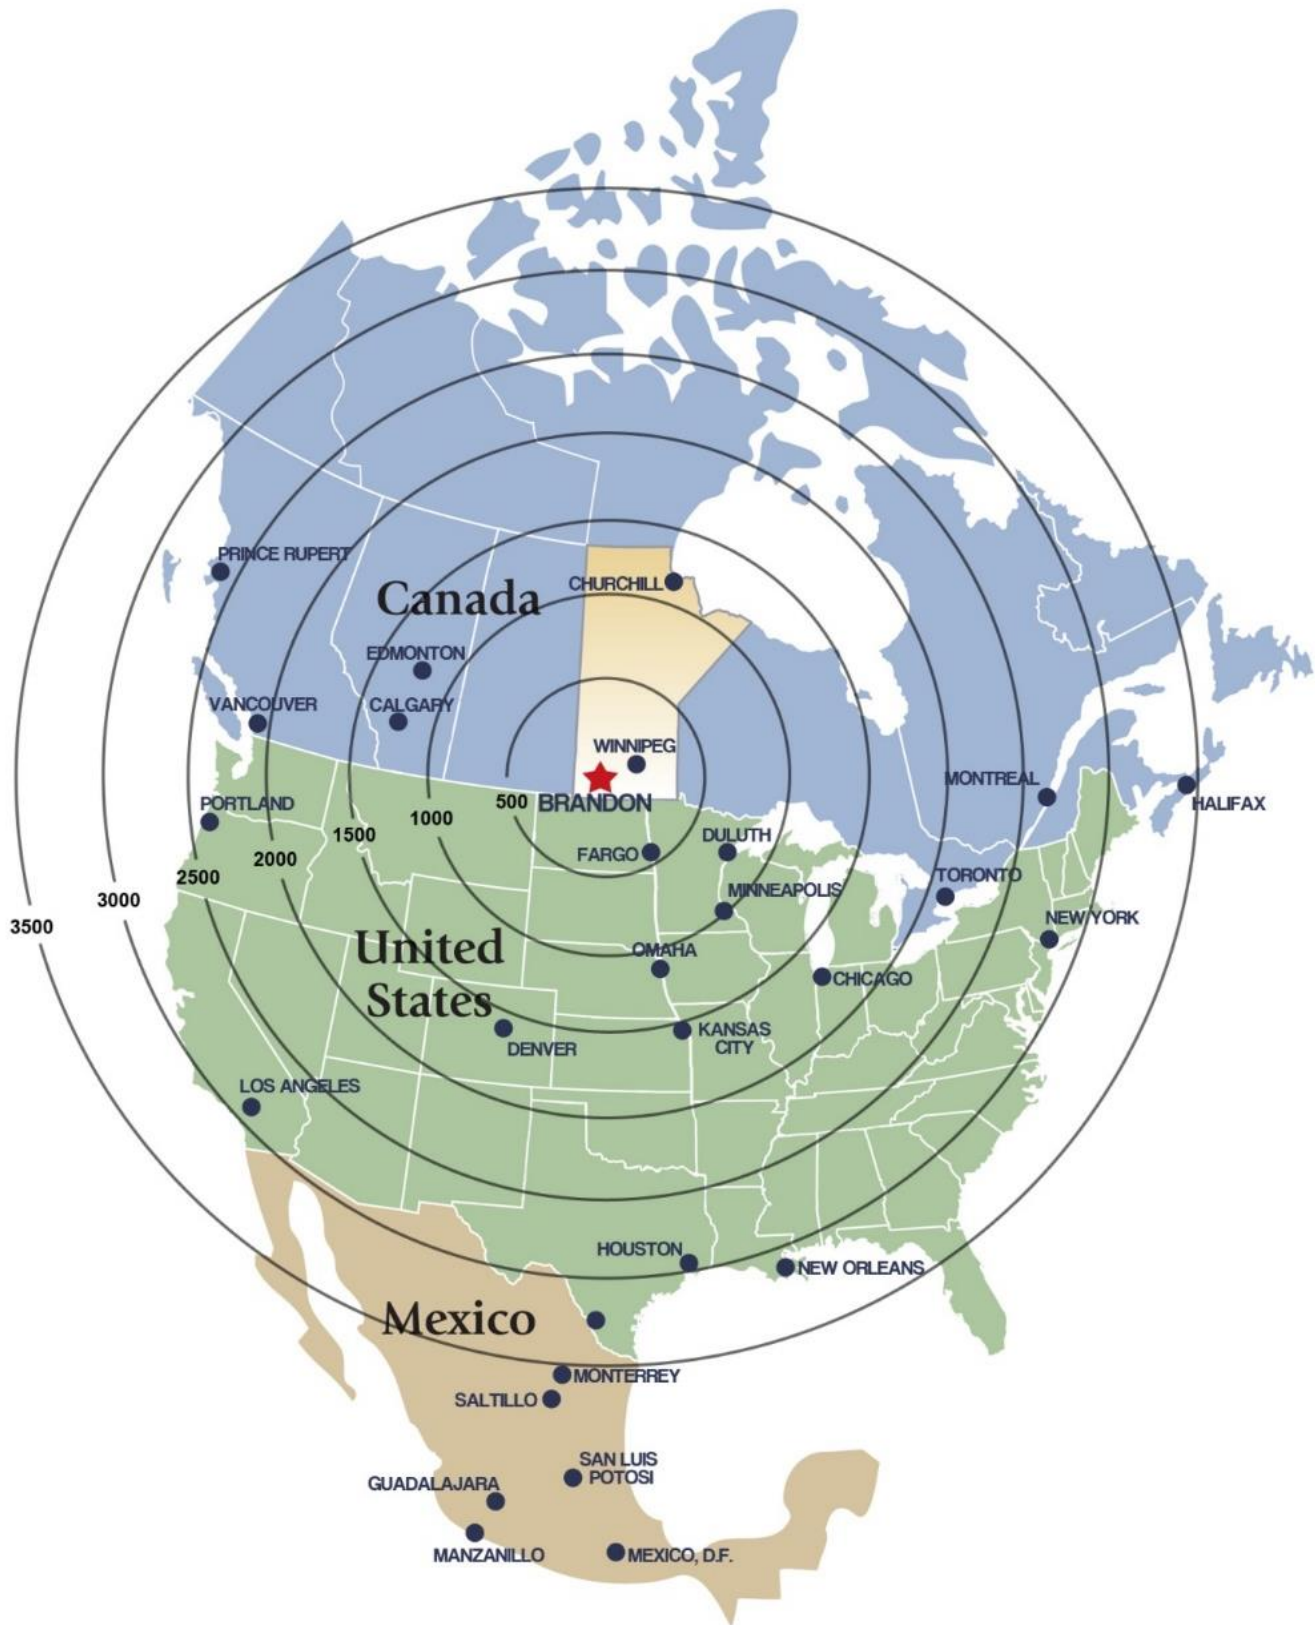 PRINCE RUPERT
CHURCHILL
Canada
EDMONTON
VANCOUVER
CALGARY
WINNIPEG
MONTREAL
BRANDON
500
PORTLAND
HALIFAX
1000
1500
DULUTH
2000
FARGO
2500
TORONTO
MINNEAPOLIS
3000
NEW YORK
3500
United
States
OMAHA
CHICAGO
KANSAS
CITY
DENVER
LOS ANGELES
HOUSTON
NEW ORLEANS
Mexico
MONTERREY
SALTILLO
SAN LUIS
POTOSI
GUADALAJARA
MANZANILLO
MEXICO, D.F.